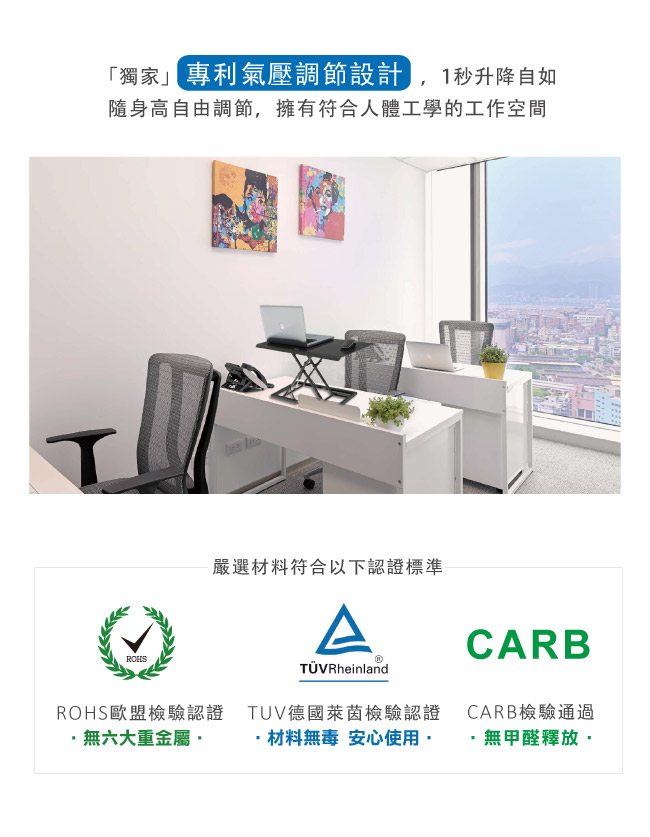 「獨家」專利氣壓調節設計，1秒升降自如
隨身高自由調節，擁有符合人體工學的工作空間
嚴選材料符合以下認證標準
ROHS
TÜVRheinland®
CARB
ROHS歐盟檢驗認證
·無六大重金屬·
TUV德國萊茵檢驗認證
·材料無毒 安心使用·
CARB檢驗通過
·無甲醛釋放·